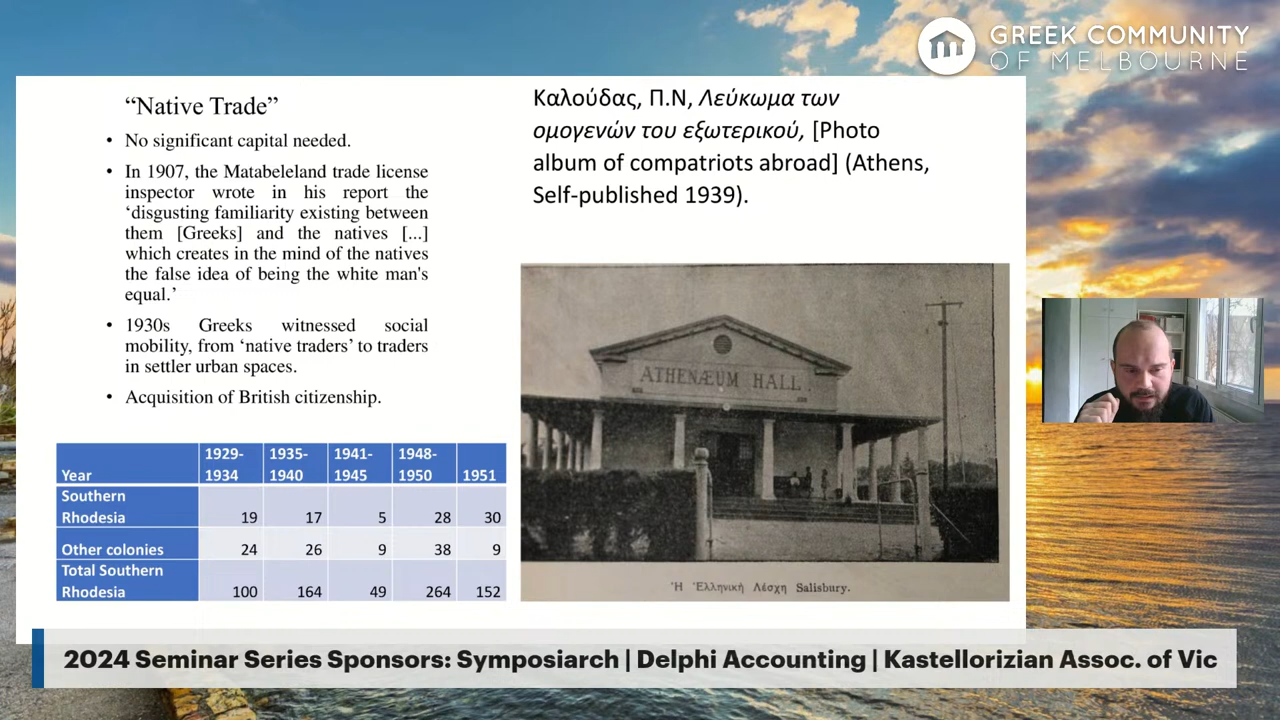 GREEK COMMUNITY
OF MELBOURNE
“Native Trade”
• No significant capital needed.
• In 1907, the Matabeleland trade license
inspector wrote in his report the
‘disgusting familiarity existing between
them [Greeks] and the natives [...]
which creates in the mind of the natives
the false idea of being the white man's
equal.’
• 1930s Greeks witnessed social
mobility, from ‘native traders’ to traders
in settler urban spaces.
• Acquisition of British citizenship.
Καλούδας, Π.Ν, Λεύκωμα των
ομογενών του εξωτερικού, [Photo
album of compatriots abroad] (Athens,
Self-published 1939).
ATHENÆUM HALL.
Ἡ Ἑλληνικὴ Λέσχη Salisbury.
Year 1929-1934 1935-1940 1941-1945 1948-1950 1951
Southern Rhodesia 19 17 5 28 30
Other colonies 24 26 9 38 9
Total Southern Rhodesia 100 164 49 264 152
2024 Seminar Series Sponsors: Symposiarch | Delphi Accounting | Kastellorizian Assoc. of Vic